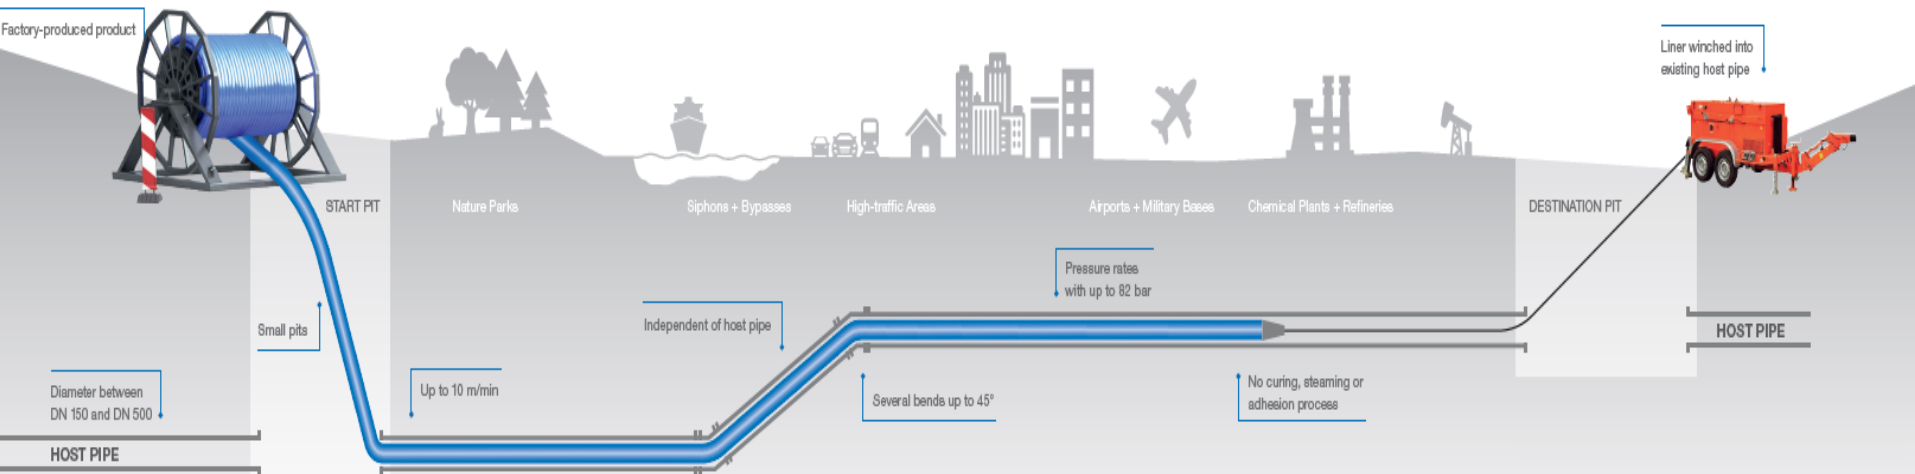 Factory-produced product
Liner winched into
existing host pipe
START PIT
Nature Parks
Siphons + Bypasses
High-traffic Areas
Airports + Military Bases
Chemical Plants + Refineries
DESTINATION PIT
Pressure rates
with up to 82 bar
Small pits
Independent of host pipe
HOST PIPE
Diameter between
DN 150 and DN 500
Up to 10 m/min
Several bends up to 45°
No curing, steaming or
adhesion process
HOST PIPE